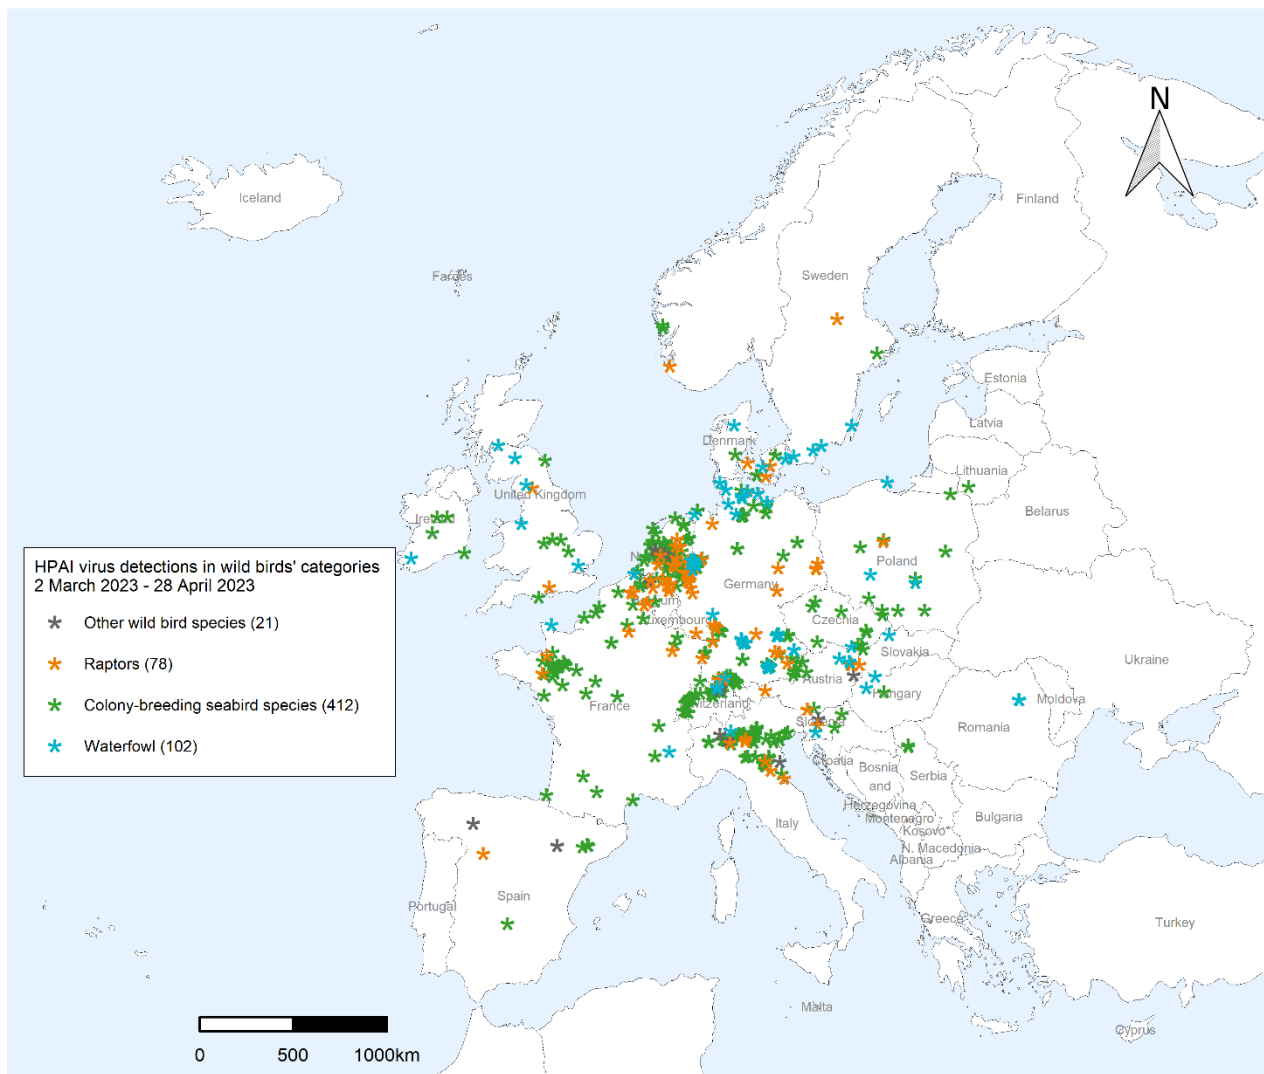 N
Iceland
Finland
Faroes
Sweden
Estonia
Latvia
Denmark
Lithuania
United Kingdom
Ireland
Belarus
Poland
Germany
Belgium
Luxembourg
Czechia
HPAI virus detections in wild birds' categories
2 March 2023 - 28 April 2023
Other wild bird species (21)
Raptors (78)
Colony-breeding seabird species (412)
Waterfowl (102)
Slovakia
Ukraine
Austria
Hungary
Moldova
France
Switzerland
Slovenia
Romania
Croatia
Bosnia
and
Herzegovina
Serbia
Montenegro
Bulgaria
Italy
Kosovo*
N. Macedonia
Albania
Spain
Portugal
Greece
Turkey
Malta
Cyprus
0 500 1000km